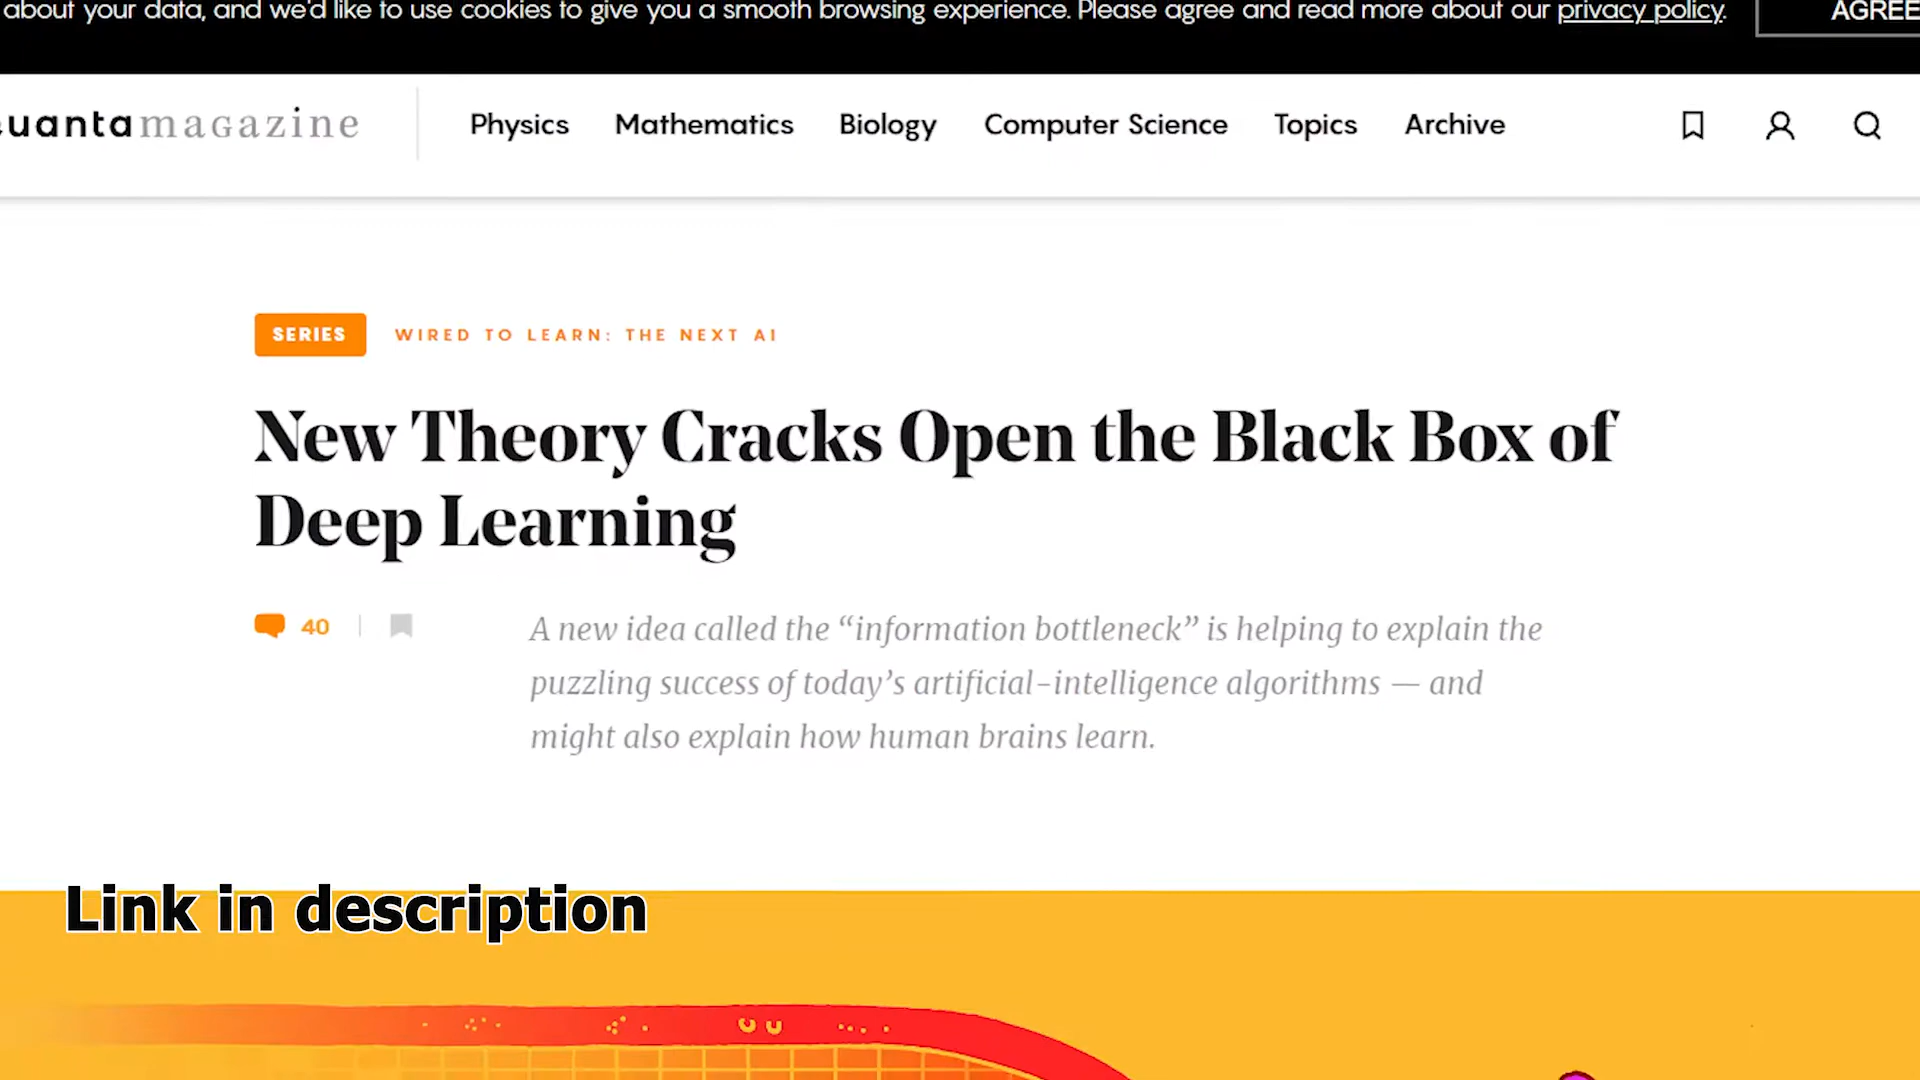 about your data, and we'd like to use cookies to give you a smooth browsing experience. Please agree and read more about our privacy policy. AGREE
quantamagazine Physics Mathematics Biology Computer Science Topics Archive
SERIES WIRED TO LEARN: THE NEXT AI
New Theory Cracks Open the Black Box of
Deep Learning
40
A new idea called the “information bottleneck” is helping to explain the
puzzling success of today’s artificial-intelligence algorithms — and
might also explain how human brains learn.
Link in description